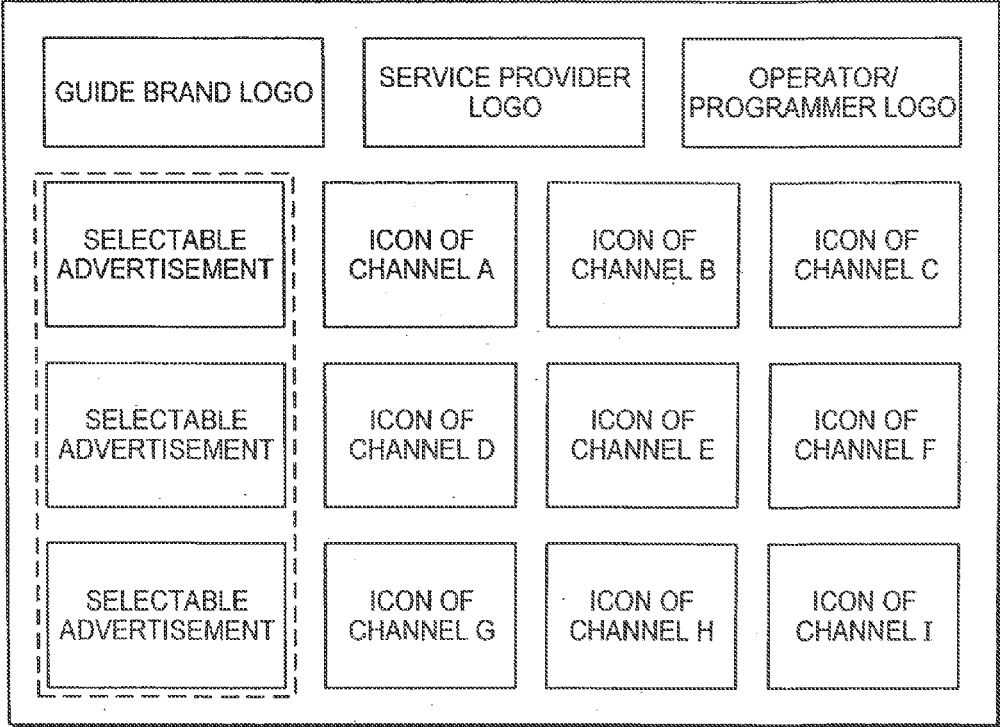 GUIDE BRAND LOGO
SERVICE PROVIDER
LOGO
OPERATOR/
PROGRAMMER LOGO
SELECTABLE
ADVERTISEMENT
ICON OF
CHANNEL A
ICON OF
CHANNEL B
ICON OF
CHANNEL C
SELECTABLE
ADVERTISEMENT
ICON OF
CHANNEL D
ICON OF
CHANNEL E
ICON OF
CHANNEL F
SELECTABLE
ADVERTISEMENT
ICON OF
CHANNEL G
ICON OF
CHANNEL H
ICON OF
CHANNEL I